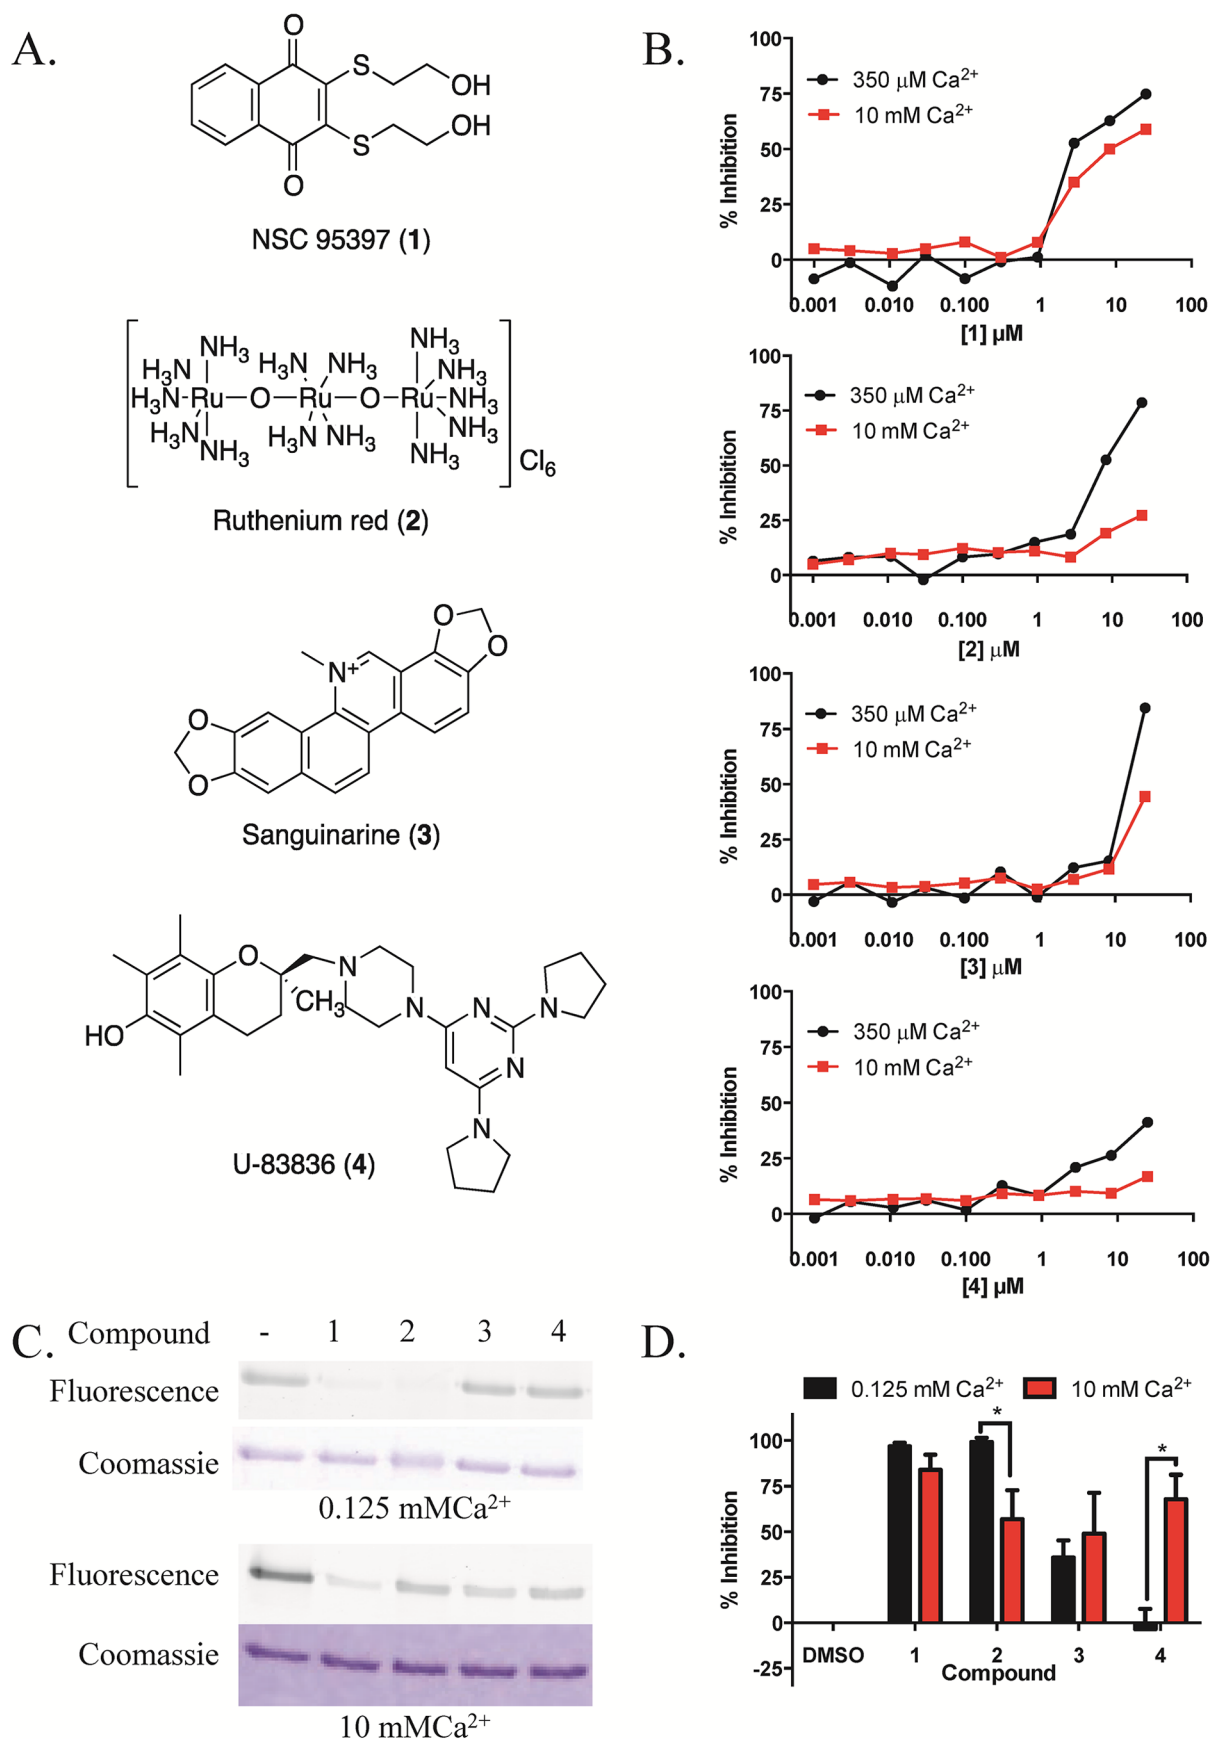 A.
O
S
OH
OH
S
O
NSC 95397 (1)
NH3
H3N
H3N
H3N
NH3
Ru
O
H3N
NH3
Ru
H3N
NH3
O
Ru
NH3
NH3
NH3
NH3
NH3
Cl6
Ruthenium red (2)
O
O
N+
O
O
Sanguinarine (3)
O
N
CH3
HO
N
N
N
N
N
U-83836 (4)
B.
100
75
50
25
0
% Inhibition
350 µM Ca2+
10 mM Ca2+
0.001 0.010 0.100 1 10 100
[1] µM
100
75
50
25
0
% Inhibition
350 µM Ca2+
10 mM Ca2+
0.001 0.010 0.100 1 10 100
[2] µM
100
75
50
25
0
% Inhibition
350 µM Ca2+
10 mM Ca2+
0.001 0.010 0.100 1 10 100
[3] µM
100
75
50
25
0
% Inhibition
350 µM Ca2+
10 mM Ca2+
0.001 0.010 0.100 1 10 100
[4] µM
C.
Compound - 1 2 3 4
Fluorescence
Coomassie
0.125 mMCa2+
Fluorescence
Coomassie
10 mMCa2+
D.
0.125 mM Ca2+ 10 mM Ca2+
* *
100
75
50
25
0
-25
% Inhibition
DMSO 1 2 3 4
Compound